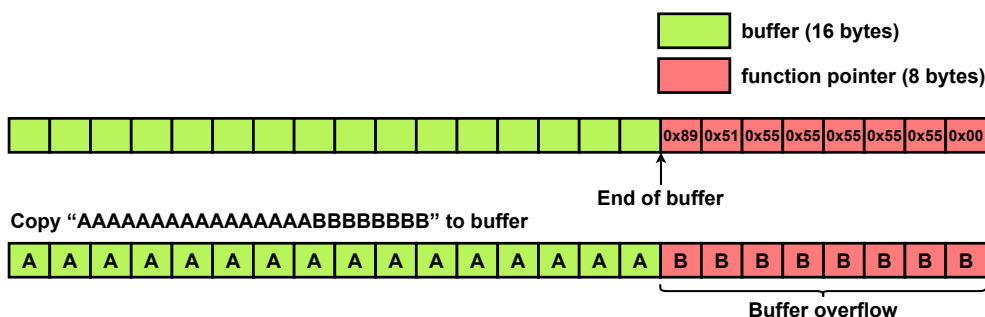 buffer (16 bytes)
function pointer (8 bytes)
0x89 0x51 0x55 0x55 0x55 0x55 0x55 0x00
End of buffer
Copy “AAAAAAAAAAAAAAAABBBBBBBB” to buffer
A A A A A A A A A A A A A A A A B B B B B B B B
Buffer overflow